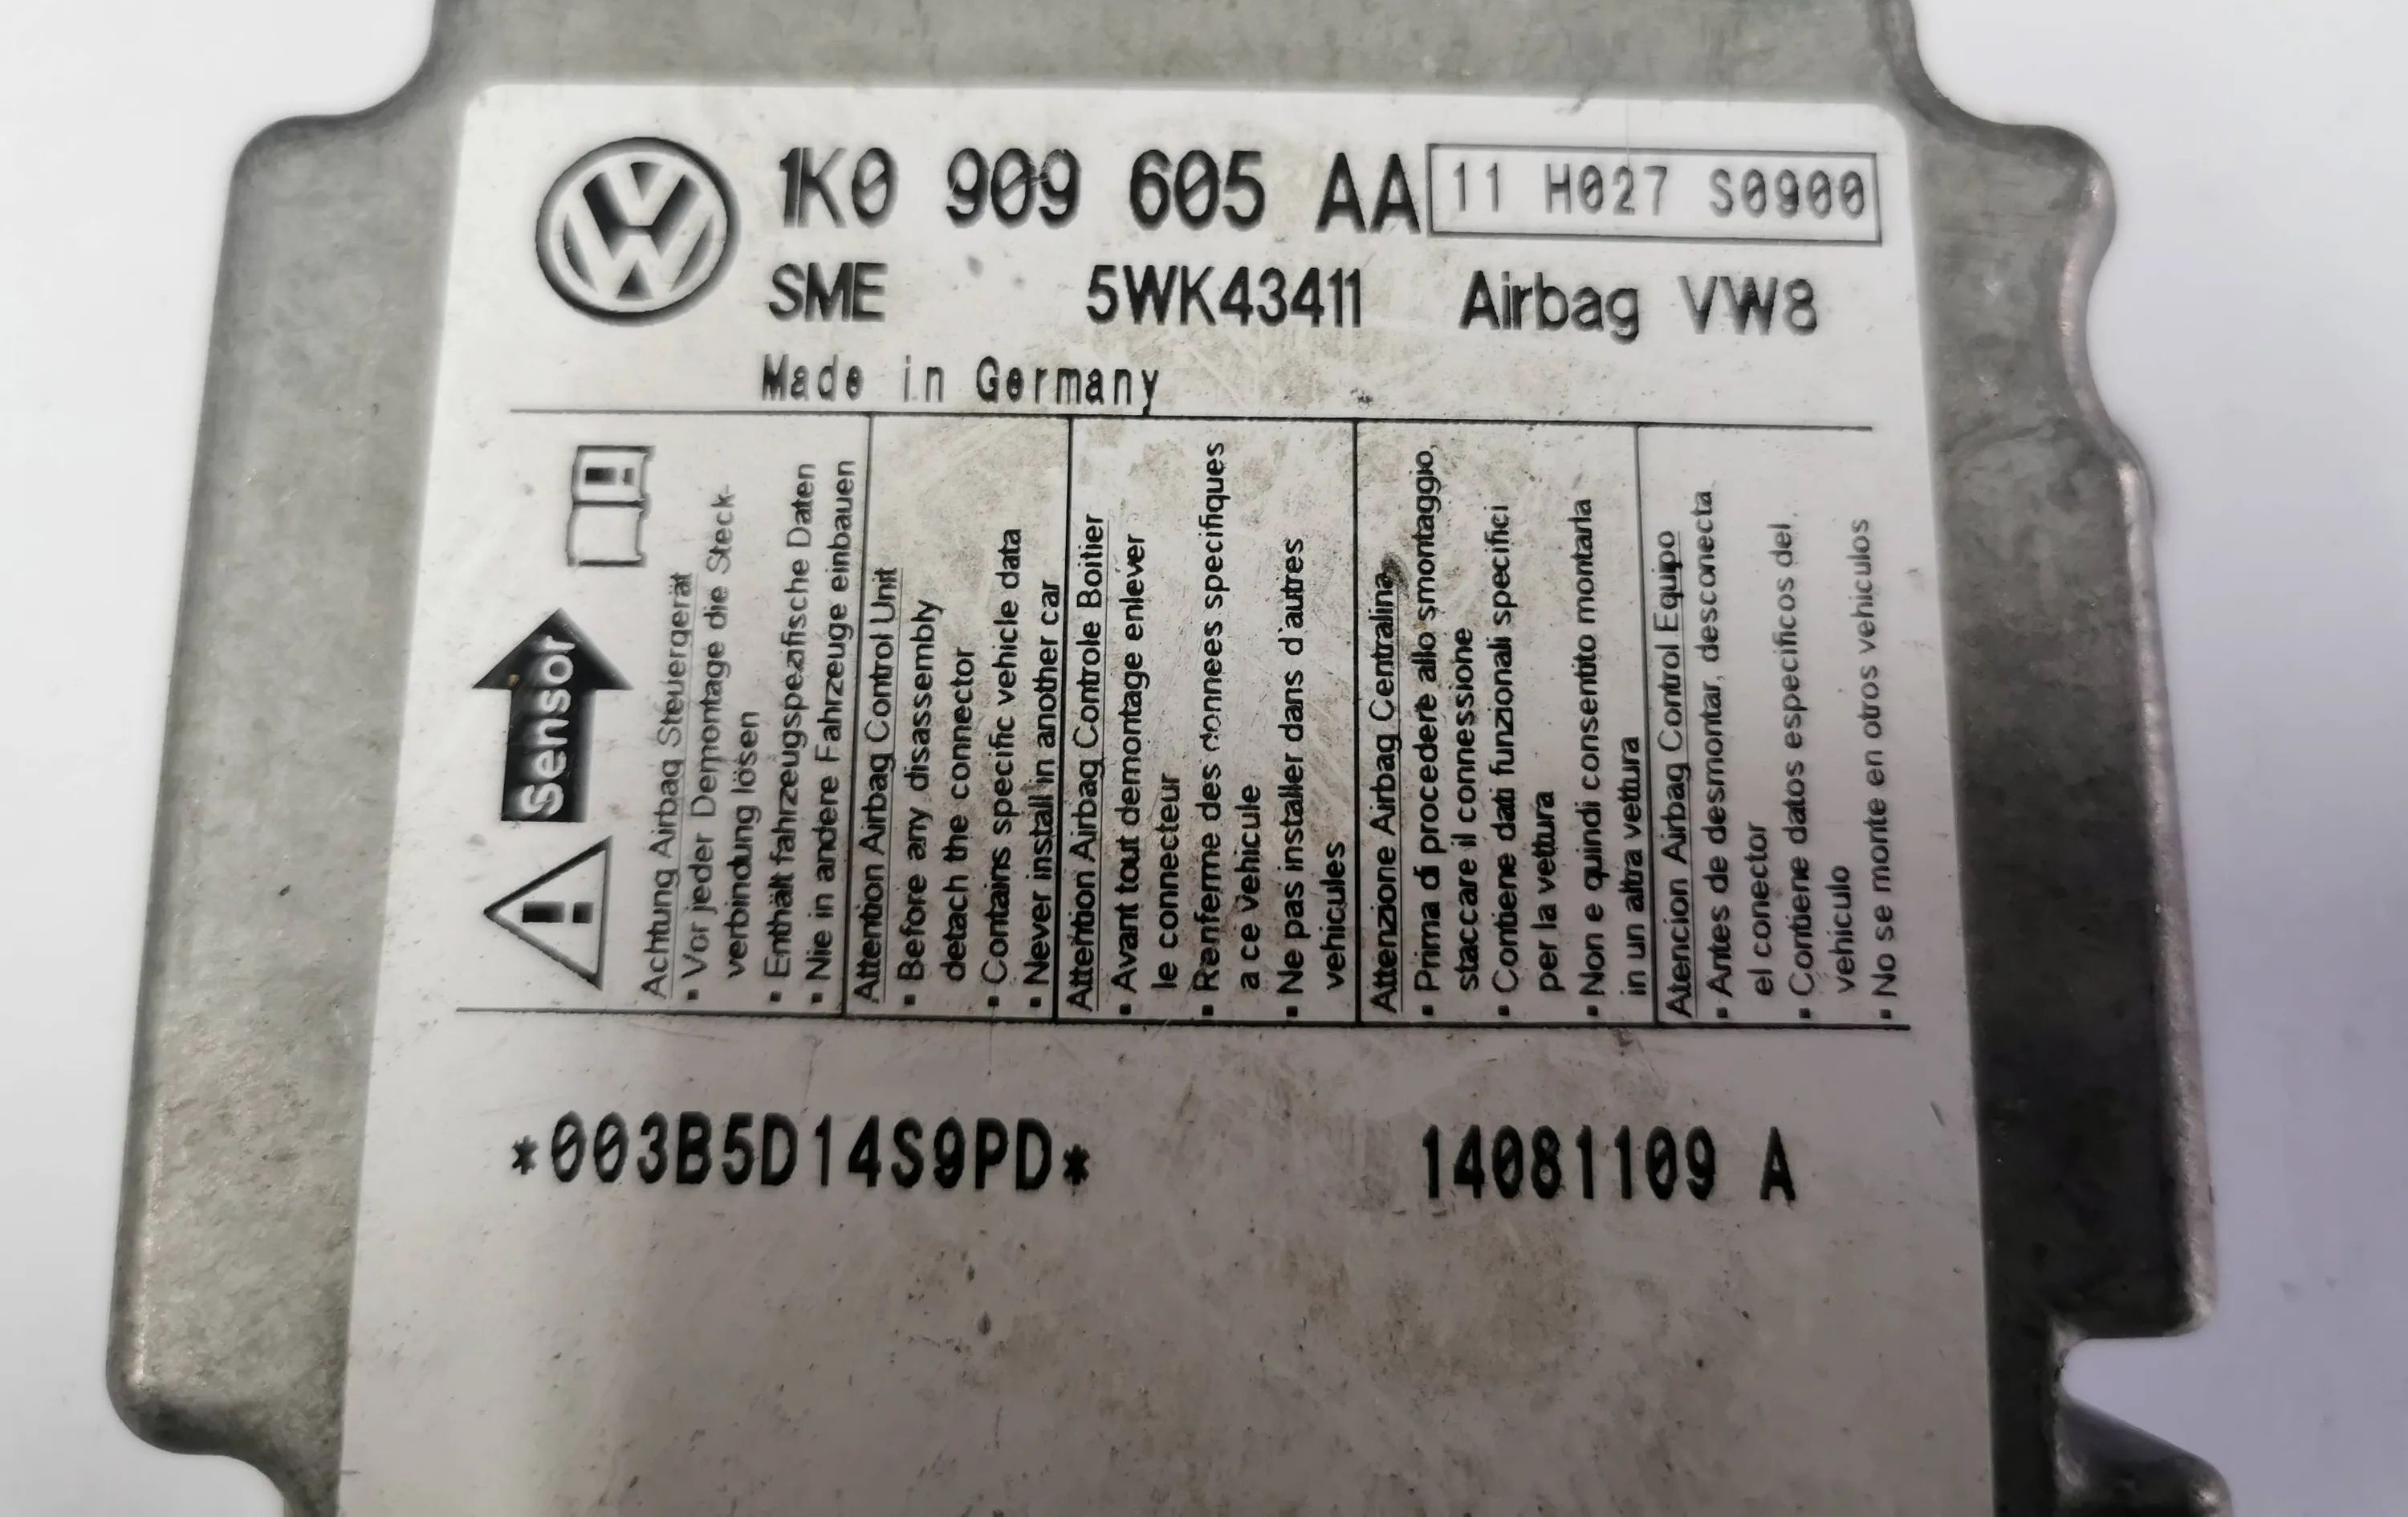 1K0 909 605 AA 11 H027 S0900
SME 5WK43411 Airbag VW8
Made in Germany
Sensor
Achtung Airbag Steuergerät
▪ Vor jeder Demontage die Steck-
verbindung lösen
▪ Enthält fahrzeugspezifische Daten
▪ Nie in andere Fahrzeuge einbauen
Attention Airbag Control Unit
▪ Before any disassembly
detach the connector
▪ Contains specific vehicle data
▪ Never install in another car
Attention Airbag Controle Boitier
▪ Avant tout demontage enlever
le connecteur
▪ Renferme des donnees specifiques
a ce vehicule
▪ Ne pas installer dans d'autres
vehicules
Attenzione Airbag Centralina
▪ Prima di procedere allo smontaggio,
staccare il connessione
▪ Contiene dati funzionali specifici
per la vettura
▪ Non e quindi consentito montarla
in un altra vettura
Atencion Airbag Control Equipo
▪ Antes de desmontar, desconecta
el conector
▪ Contiene datos especificos del
vehiculo
▪ No se monte en otros vehiculos
*003B5D14S9PD* 14081109 A